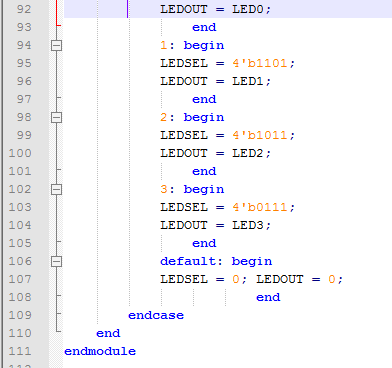 92 LEDOUT = LED0;
93 end
94 1: begin
95 LEDSEL = 4'b1101;
96 LEDOUT = LED1;
97 end
98 2: begin
99 LEDSEL = 4'b1011;
100 LEDOUT = LED2;
101 end
102 3: begin
103 LEDSEL = 4'b0111;
104 LEDOUT = LED3;
105 end
106 default: begin
107 LEDSEL = 0; LEDOUT = 0;
108 end
109 endcase
110 end
111 endmodule